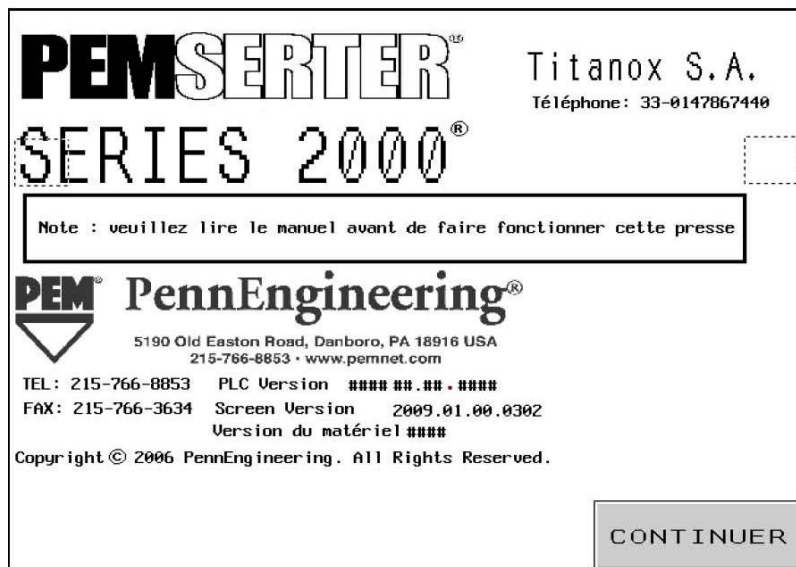 PEMSERTER®
Titanox S.A.
Téléphone: 33-0147867440
SERIES 2000®
Note : veuillez lire le manuel avant de faire fonctionner cette presse
PEM® PennEngineering®
5190 Old Easton Road, Danboro, PA 18916 USA
215-766-8853 • www.pemnet.com
TEL: 215-766-8853 PLC Version #### ##.##.####
FAX: 215-766-3634 Screen Version 2009.01.00.0302
Version du matériel ####
Copyright © 2006 PennEngineering. All Rights Reserved.
CONTINUER